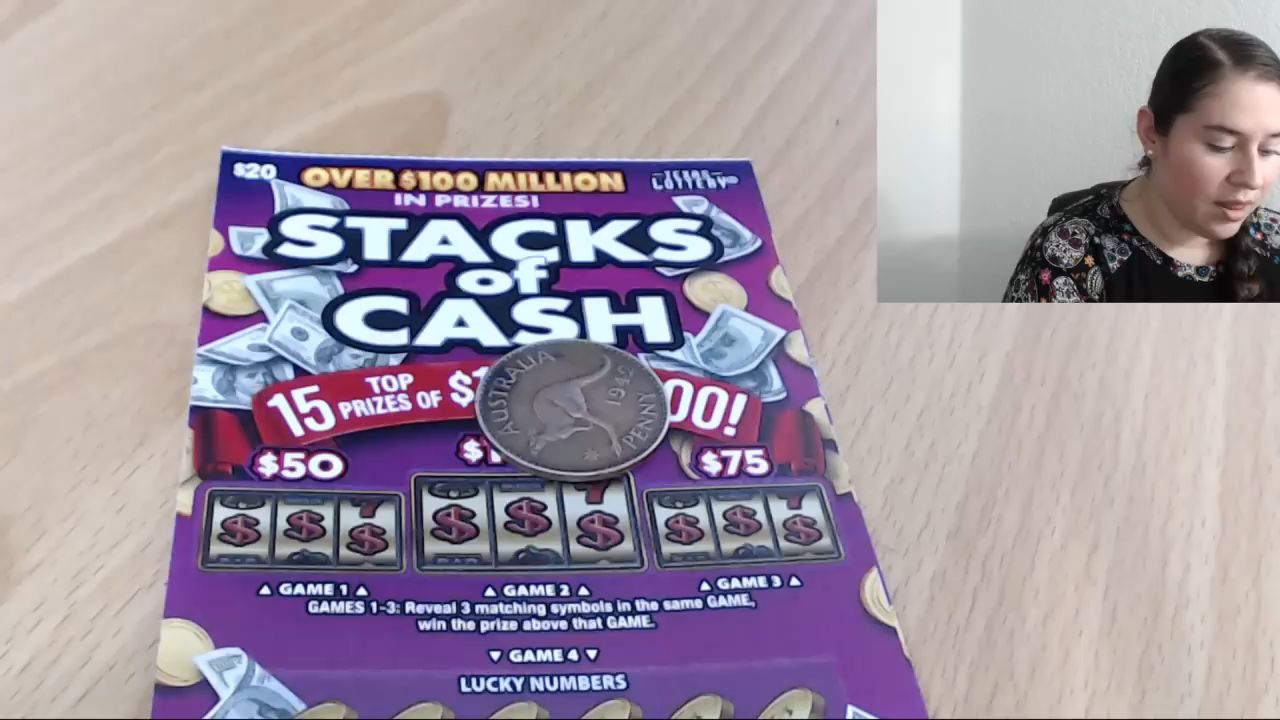 $20
OVER $100 MILLION
TEXAS
LOTTERY
IN PRIZES!
STACKS
of
CASH
15 TOP PRIZES OF
00!
AUSTRALIA
1942
PENNY
$50
$75
▲ GAME 1 ▲
▲ GAME 2 ▲
▲ GAME 3 ▲
GAMES 1-3: Reveal 3 matching symbols in the same GAME,
win the prize above that GAME.
▼ GAME 4 ▼
LUCKY NUMBERS